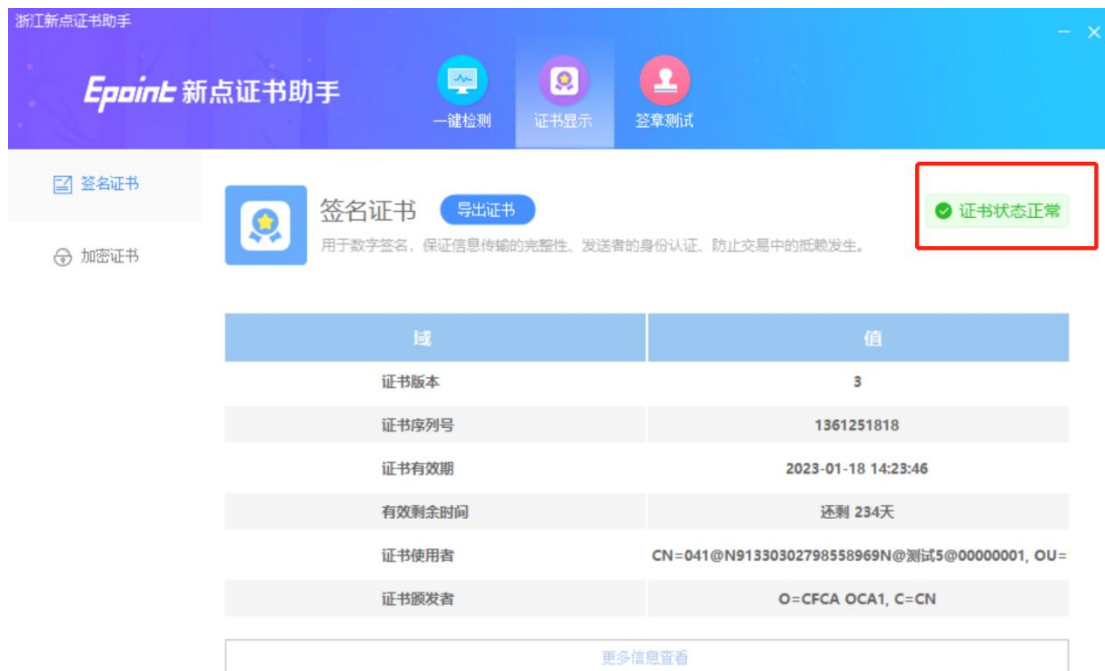 浙江新点证书助手
Epoint 新点证书助手
一键检测 证书显示 签章测试
签名证书
加密证书
签名证书 导出证书
证书状态正常
用于数字签名，保证信息传输的完整性、发送者的身份认证、防止交易中的抵赖发生。
域 值
证书版本 3
证书序列号 1361251818
证书有效期 2023-01-18 14:23:46
有效剩余时间 还剩 234天
证书使用者 CN=041@N91330302798558969N@测试5@00000001, OU=
证书颁发者 O=CFCA OCA1, C=CN
更多信息查看